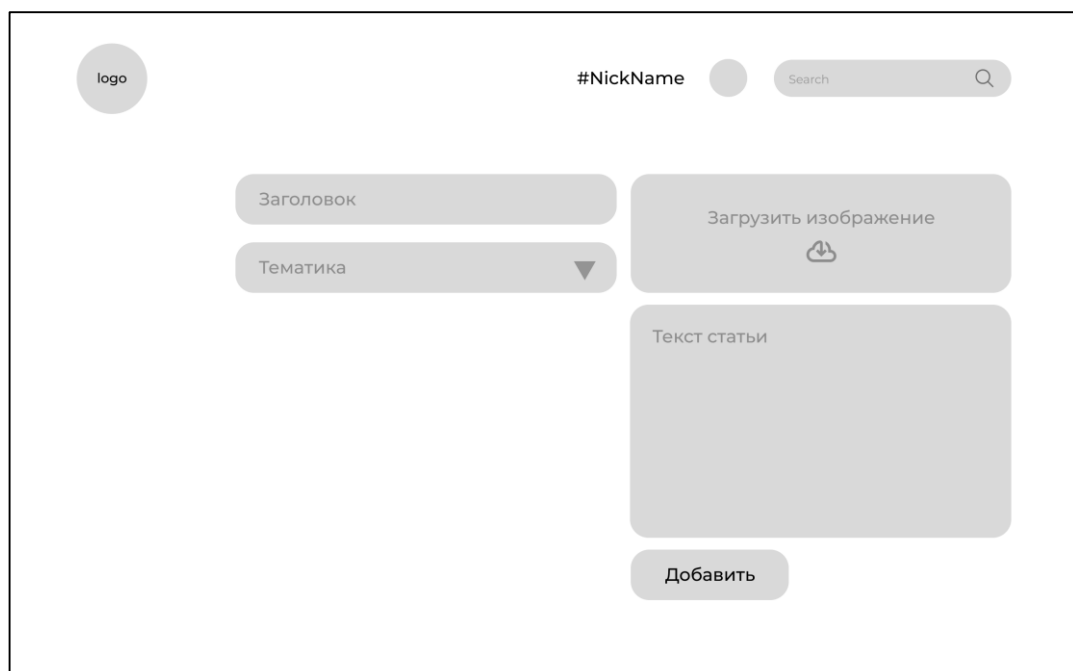 logo
#NickName
Search
Заголовок
Тематика
Загрузить изображение
Текст статьи
Добавить